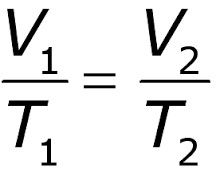 V₁/T₁ = V₂/T₂